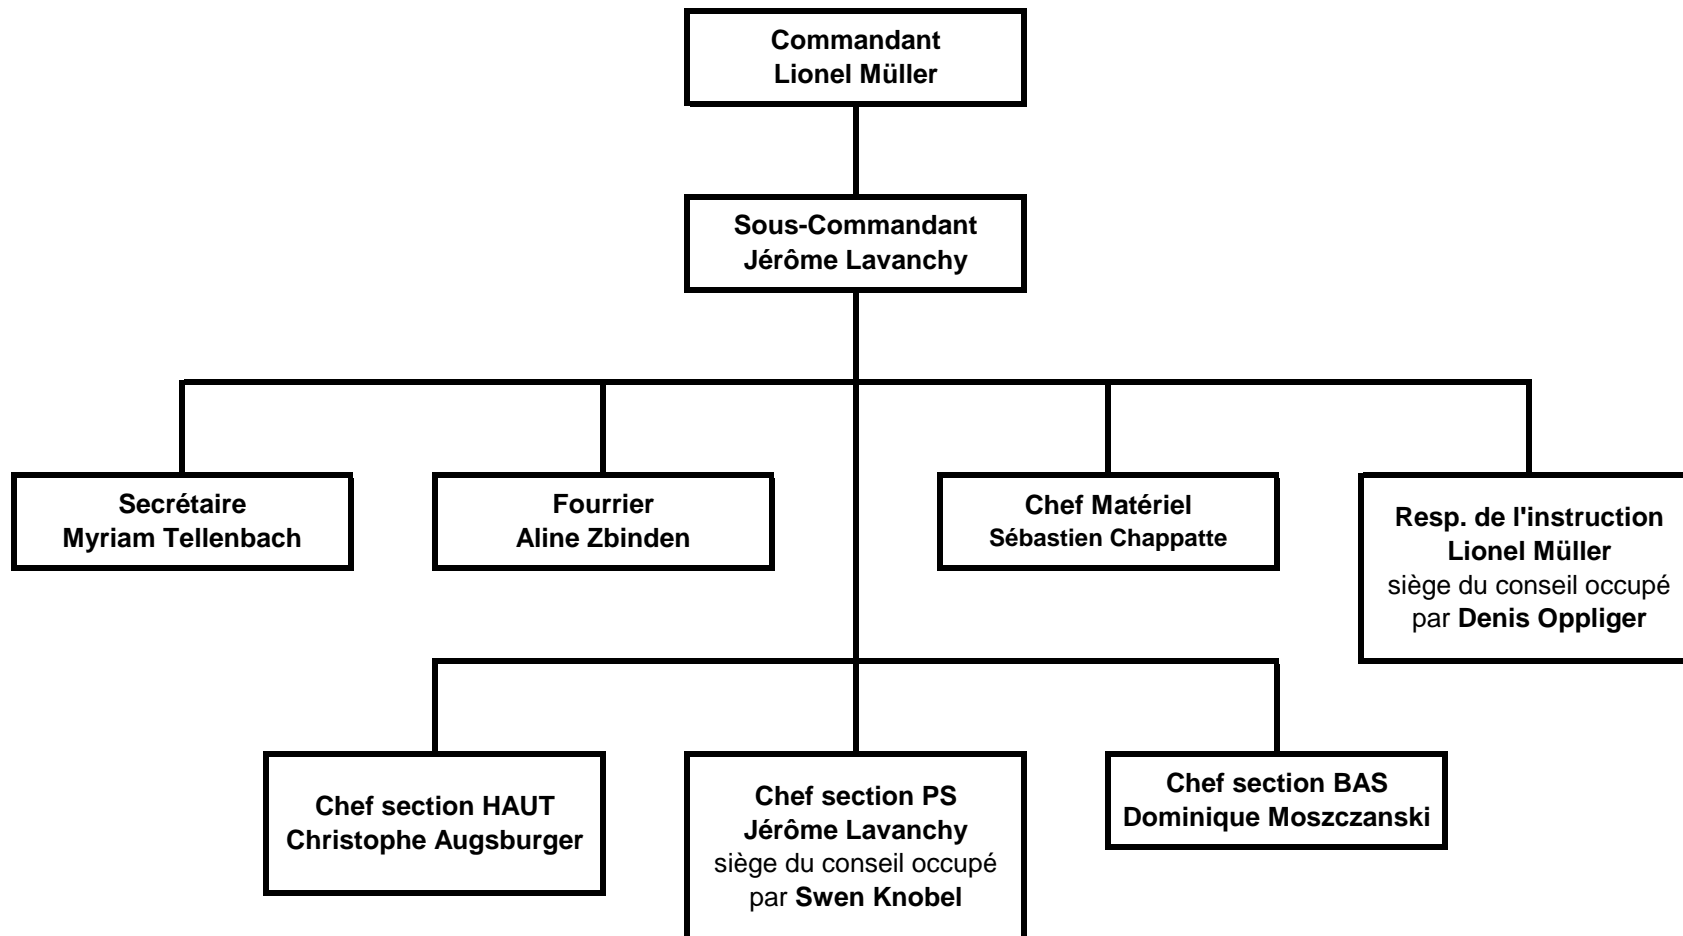 Commandant
Lionel Müller
Sous-Commandant
Jérôme Lavanchy
Secrétaire
Myriam Tellenbach
Fourrier
Aline Zbinden
Chef Matériel
Sébastien Chappatte
Resp. de l'instruction
Lionel Müller
siège du conseil occupé
par Denis Oppliger
Chef section HAUT
Christophe Augsburger
Chef section PS
Jérôme Lavanchy
siège du conseil occupé
par Swen Knobel
Chef section BAS
Dominique Moszczanski